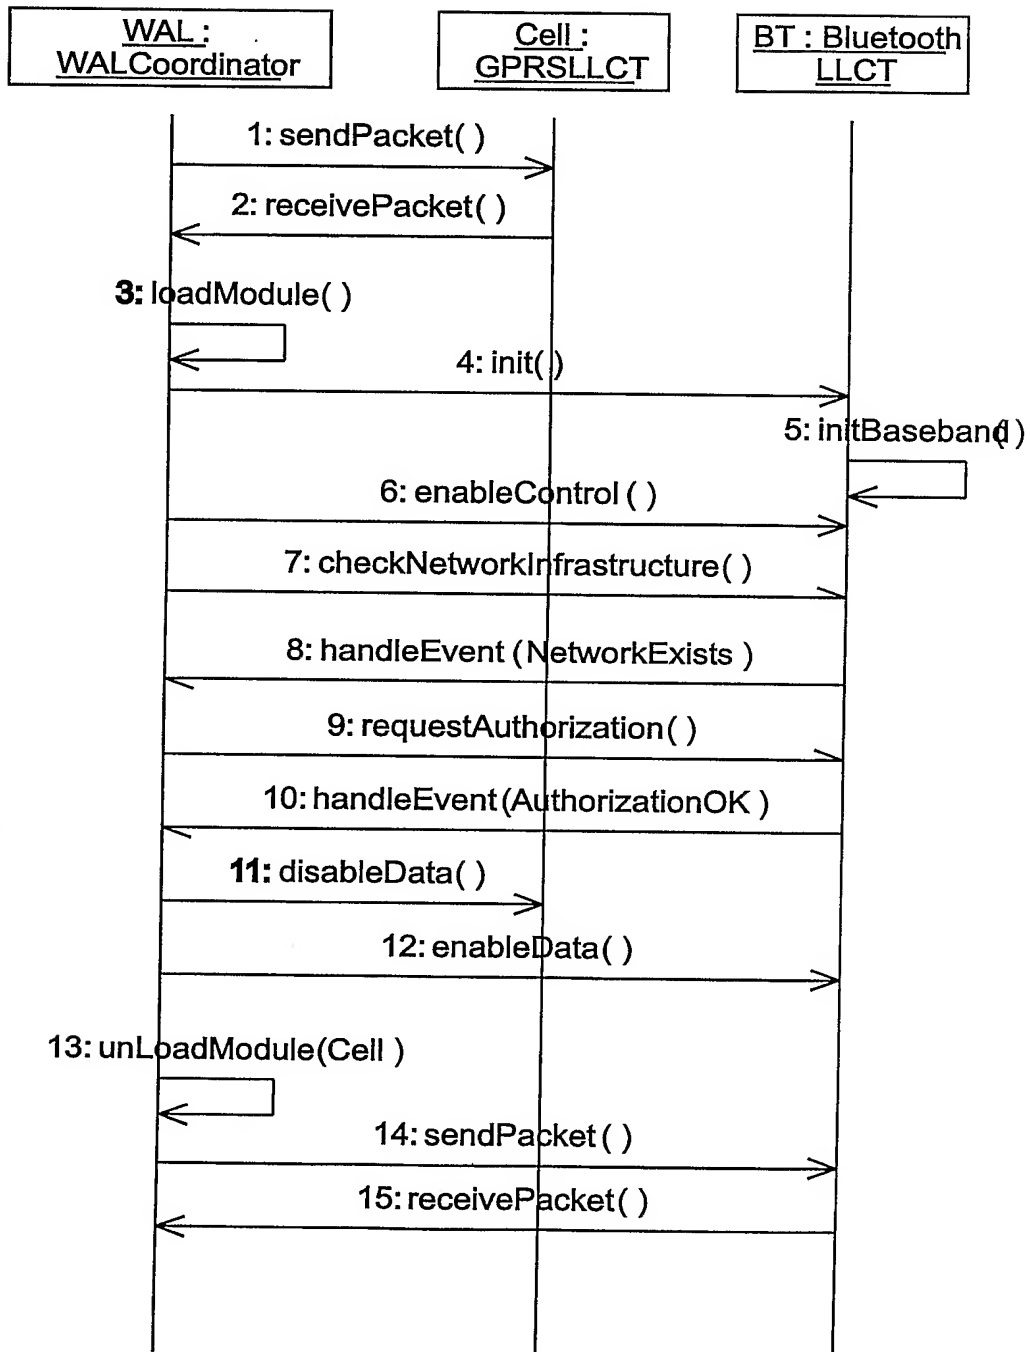 WAL :
WALCoordinator
Cell :
GPRSLLCT
BT : Bluetooth
LLCT
1: sendPacket( )
2: receivePacket( )
3: loadModule( )
4: init( )
5: initBaseband( )
6: enableControl ( )
7: checkNetworkInfrastructure( )
8: handleEvent (NetworkExists )
9: requestAuthorization( )
10: handleEvent(AuthorizationOK )
11: disableData( )
12: enableData( )
13: unLoadModule(Cell )
14: sendPacket( )
15: receivePacket( )